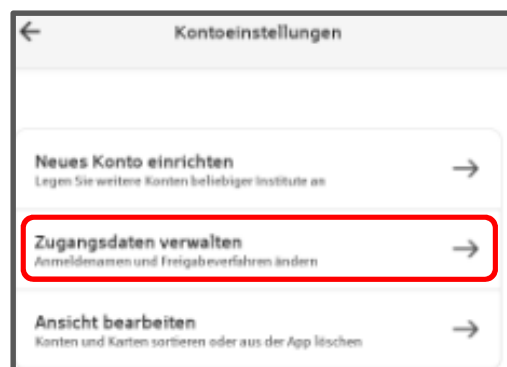 Kontoeinstellungen
Neues Konto einrichten
Legen Sie weitere Konten beliebiger Institute an
Zugangsdaten verwalten
Anmeldenamen und Freigabeverfahren ändern
Ansicht bearbeiten
Konten und Karten sortieren oder aus der App löschen